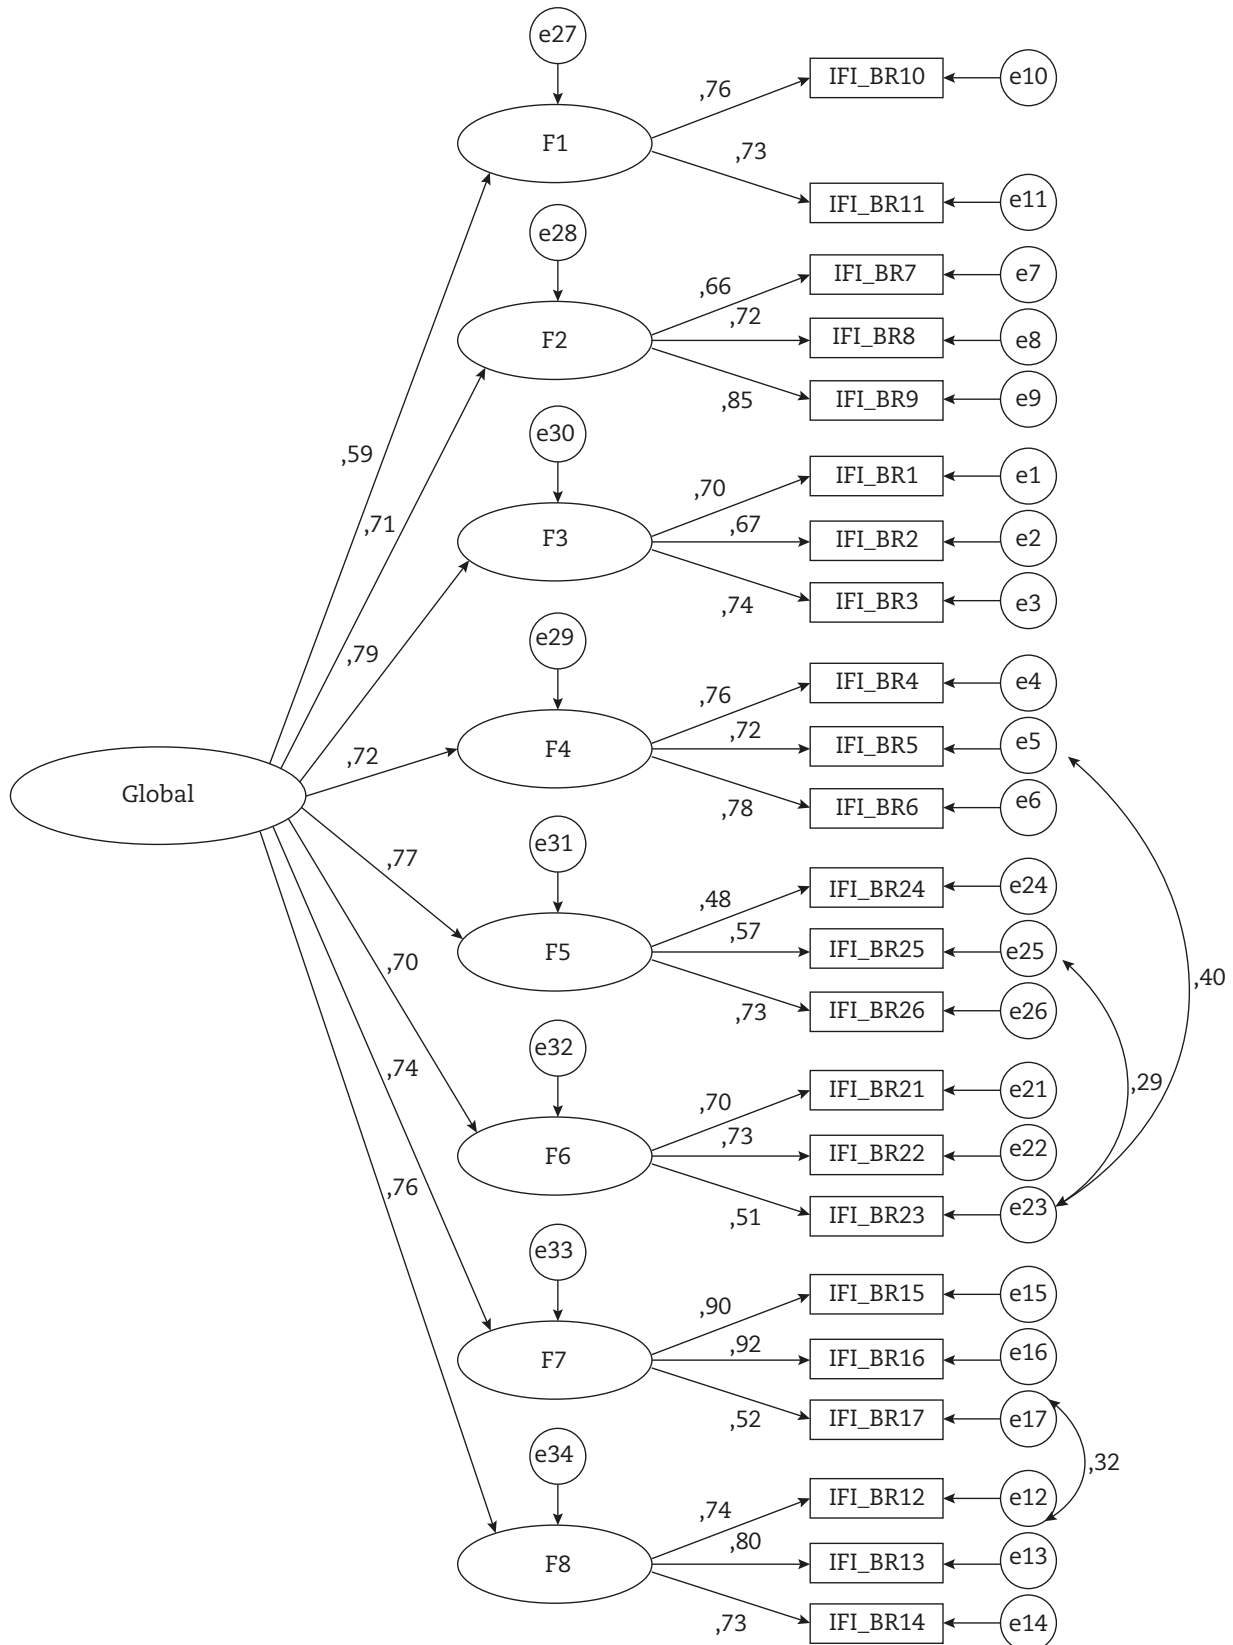 e27
IFI_BR10
e10
,76
F1
,73
IFI_BR11
e11
e28
IFI_BR7
e7
,66
,72
F2
IFI_BR8
e8
,85
IFI_BR9
e9
e30
,59
IFI_BR1
e1
,70
,71
,67
F3
IFI_BR2
e2
,74
IFI_BR3
e3
e29
,79
IFI_BR4
e4
,76
,72
F4
IFI_BR5
e5
,72
Global
,78
IFI_BR6
e6
e31
,77
IFI_BR24
e24
,48
,57
F5
IFI_BR25
e25
,70
,40
,73
IFI_BR26
e26
e32
,74
IFI_BR21
e21
,29
,70
,73
F6
IFI_BR22
e22
,76
,51
IFI_BR23
e23
e33
IFI_BR15
e15
,90
,92
F7
IFI_BR16
e16
,52
IFI_BR17
e17
e34
,32
IFI_BR12
e12
,74
,80
F8
IFI_BR13
e13
,73
IFI_BR14
e14